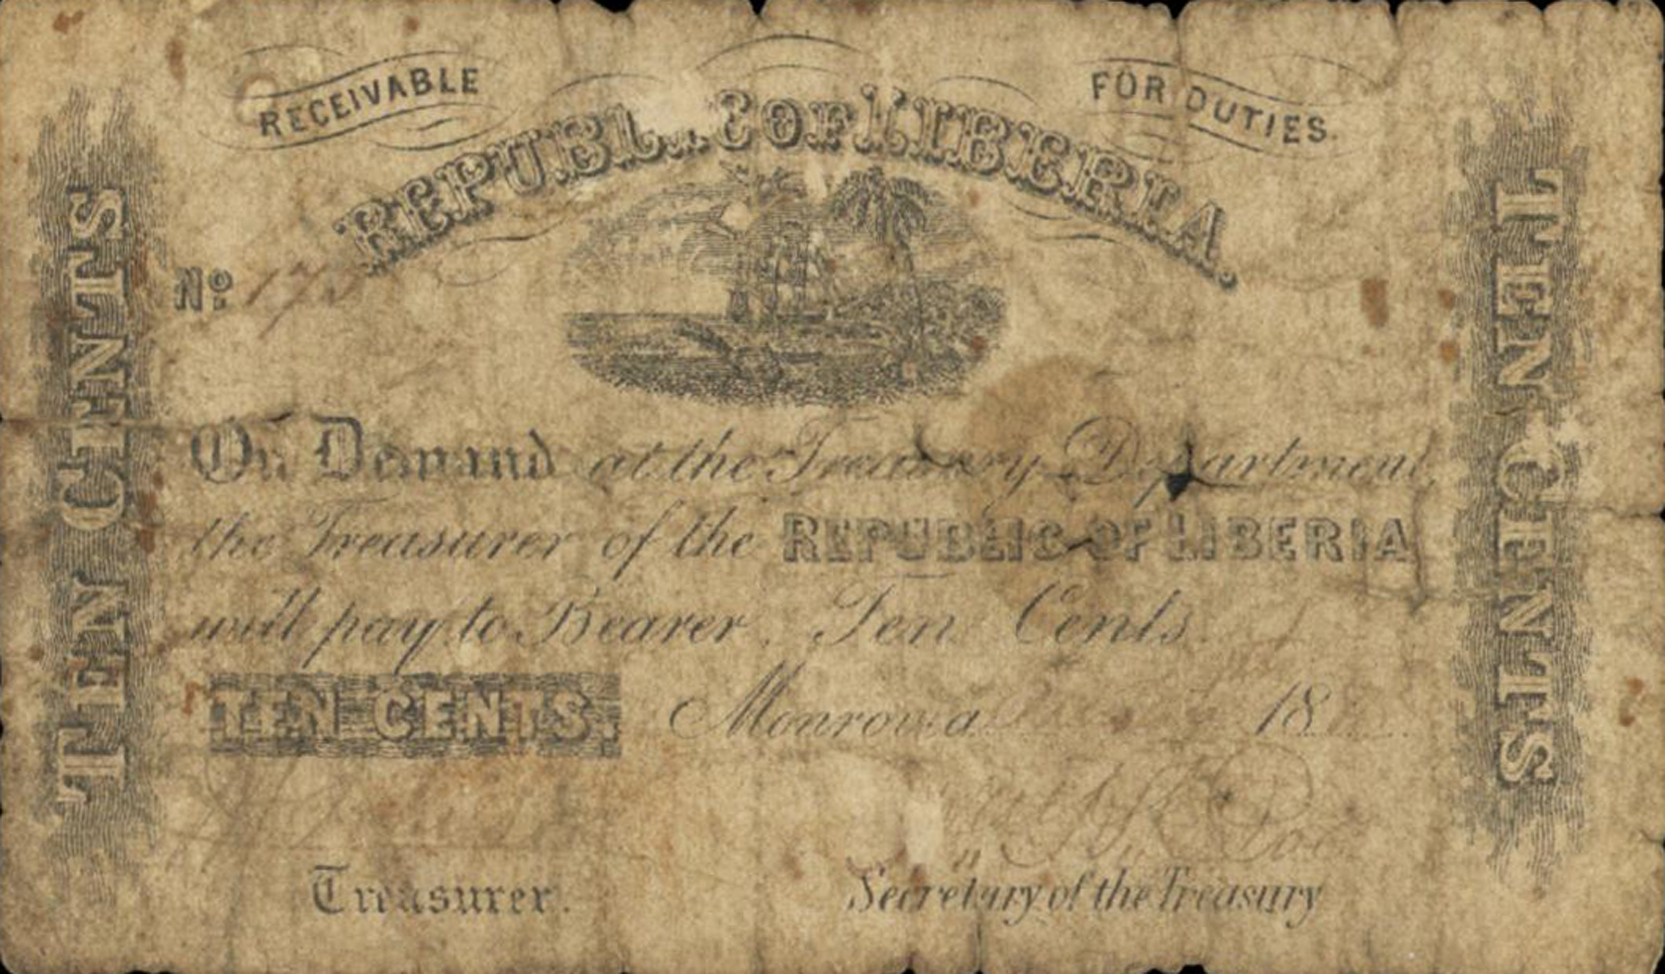 RECEIVABLE FOR DUTIES.
REPUBLIC OF LIBERIA.
No
TEN CENTS
TEN CENTS
On Demand at the Treasury Department,
the Treasurer of the REPUBLIC OF LIBERIA
will pay to Bearer. Ten Cents.
TEN CENTS. Monrovia 18
Treasurer. Secretary of the Treasury